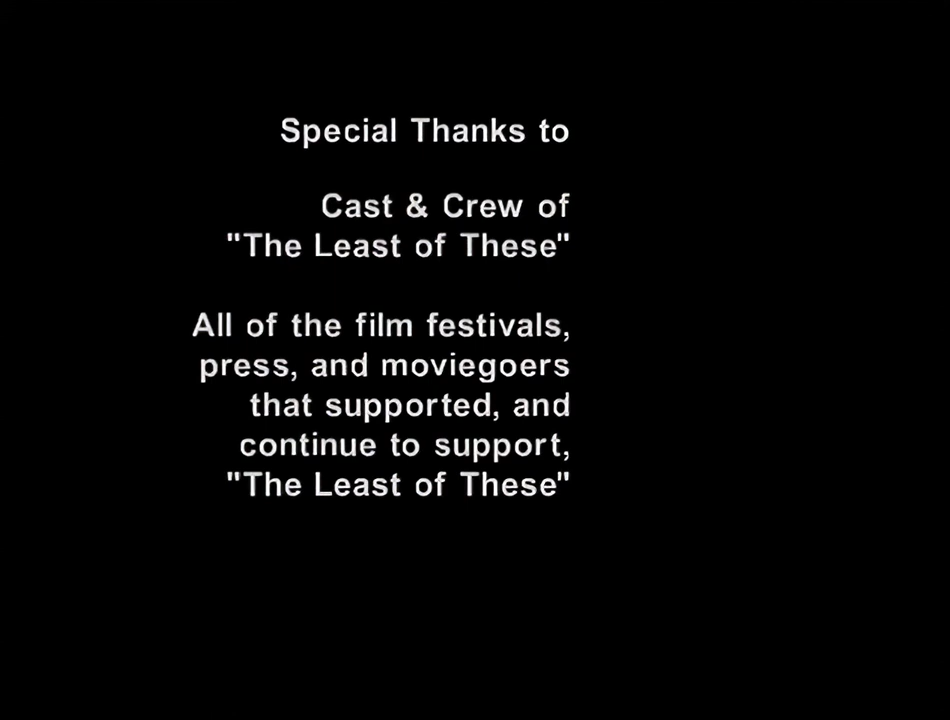 Special Thanks to
Cast & Crew of
"The Least of These"
All of the film festivals,
press, and moviegoers
that supported, and
continue to support,
"The Least of These"